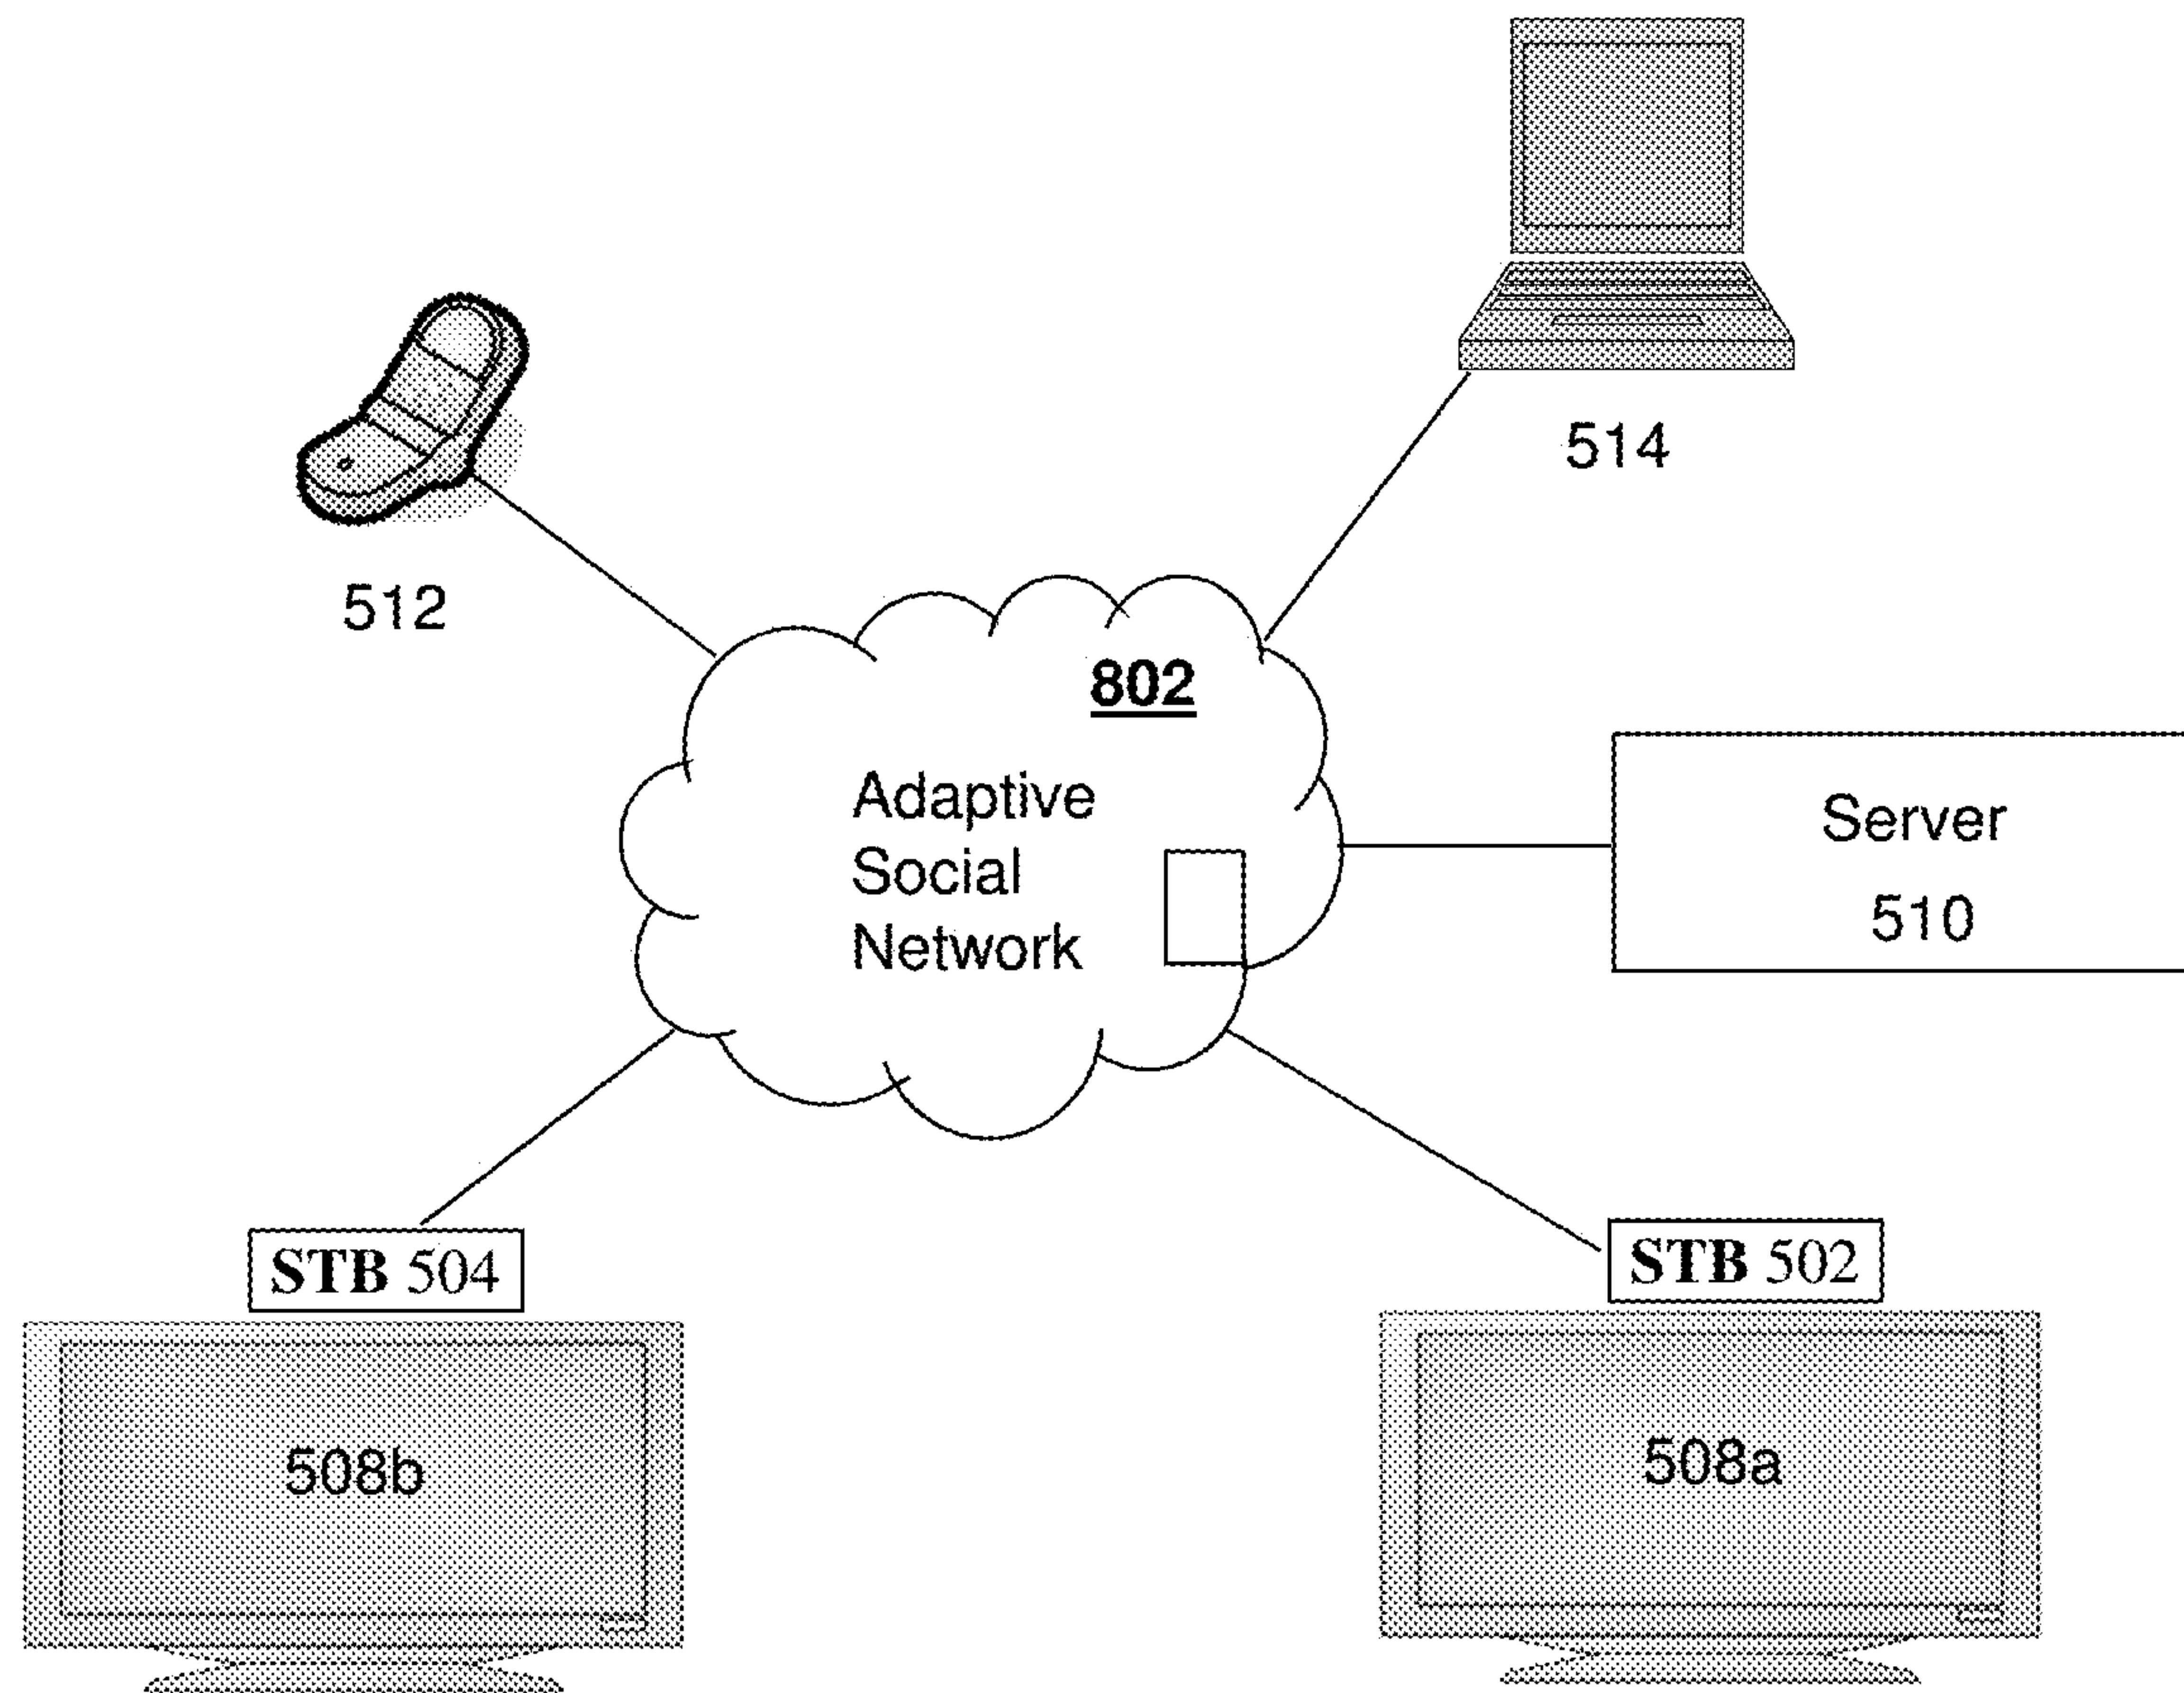 514
512
802
Adaptive
Social
Network
Server
510
STB 504
STB 502
508b
508a